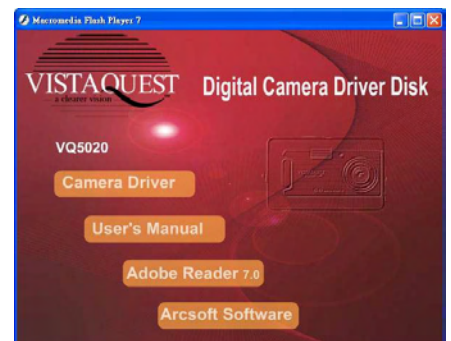 Macromedia Flash Player 7
VISTAQUEST
a clearer vision
Digital Camera Driver Disk
VQ5020
Camera Driver
User's Manual
Adobe Reader 7.0
Arcsoft Software